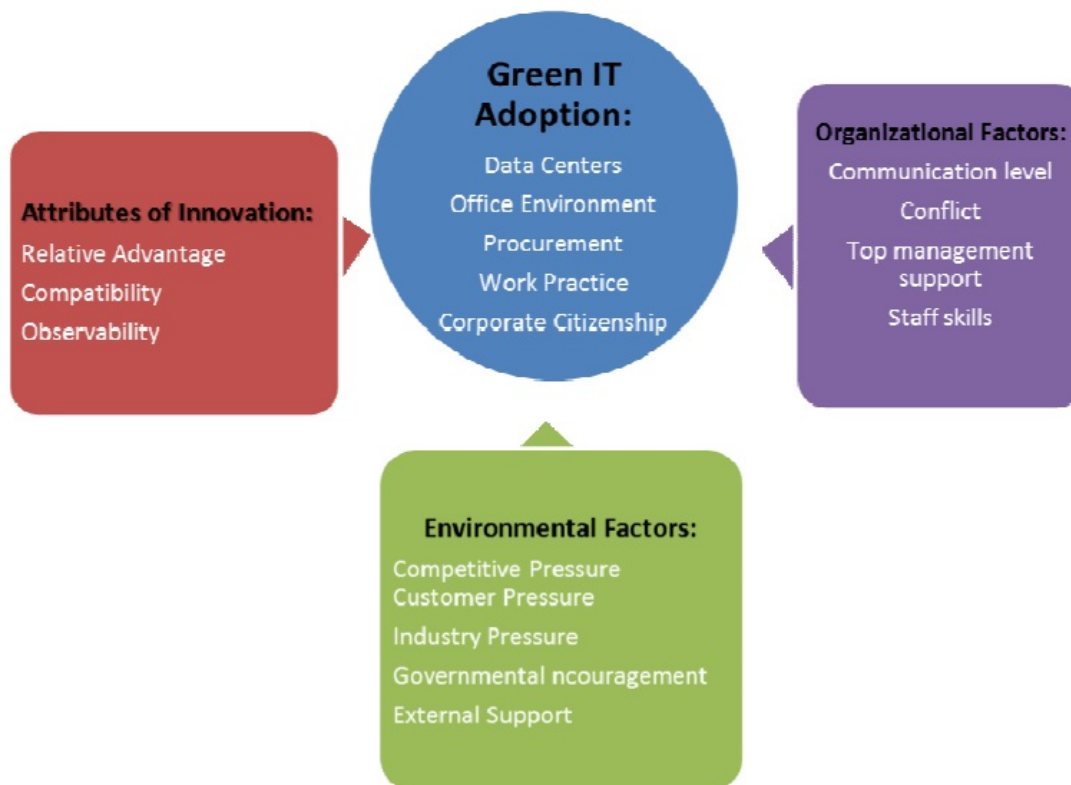 Green IT
Adoption:
Data Centers
Office Environment
Procurement
Work Practice
Corporate Citizenship
Attributes of Innovation:
Relative Advantage
Compatibility
Observability
Organizational Factors:
Communication level
Conflict
Top management
support
Staff skills
Environmental Factors:
Competitive Pressure
Customer Pressure
Industry Pressure
Governmental ncouragement
External Support